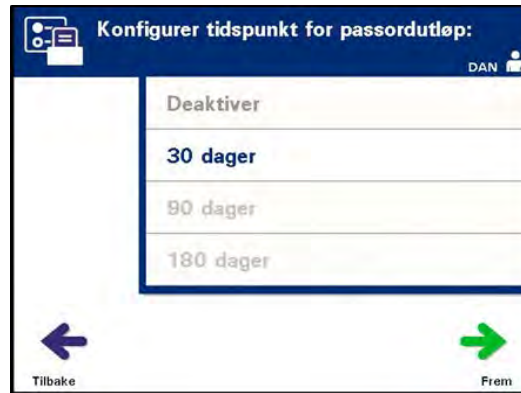 Konfigurer tidspunkt for passordutløp:
DAN
Deaktiver
30 dager
90 dager
180 dager
Tilbake
Frem